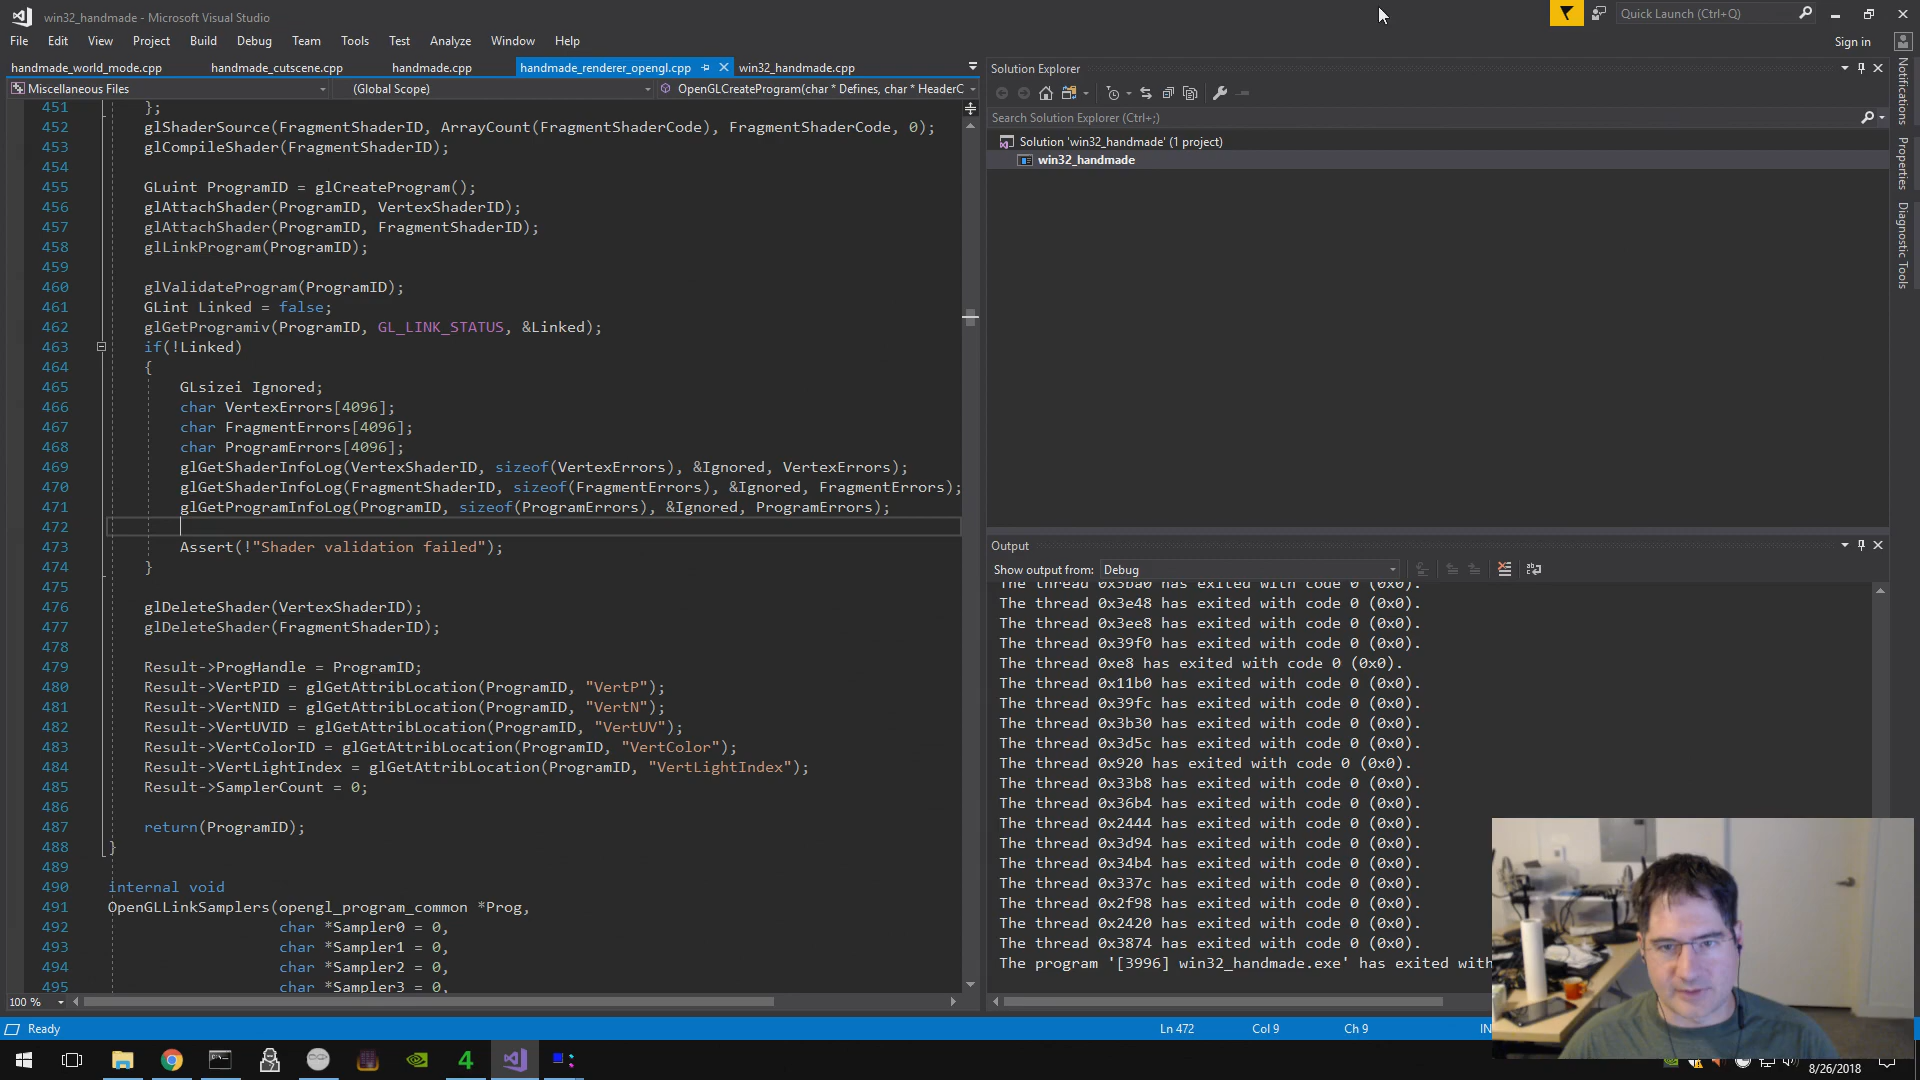 win32_handmade - Microsoft Visual Studio
Quick Launch (Ctrl+Q)
File Edit View Project Build Debug Team Tools Test Analyze Window Help
Sign in
handmade_world_mode.cpp handmade_cutscene.cpp handmade.cpp handmade_renderer_opengl.cpp win32_handmade.cpp
Miscellaneous Files (Global Scope) OpenGLCreateProgram(char * Defines, char * HeaderC
451 };
452 glShaderSource(FragmentShaderID, ArrayCount(FragmentShaderCode), FragmentShaderCode, 0);
453 glCompileShader(FragmentShaderID);
454
455 GLuint ProgramID = glCreateProgram();
456 glAttachShader(ProgramID, VertexShaderID);
457 glAttachShader(ProgramID, FragmentShaderID);
458 glLinkProgram(ProgramID);
459
460 glValidateProgram(ProgramID);
461 GLint Linked = false;
462 glGetProgramiv(ProgramID, GL_LINK_STATUS, &Linked);
463 if(!Linked)
464 {
465 GLsizei Ignored;
466 char VertexErrors[4096];
467 char FragmentErrors[4096];
468 char ProgramErrors[4096];
469 glGetShaderInfoLog(VertexShaderID, sizeof(VertexErrors), &Ignored, VertexErrors);
470 glGetShaderInfoLog(FragmentShaderID, sizeof(FragmentErrors), &Ignored, FragmentErrors);
471 glGetProgramInfoLog(ProgramID, sizeof(ProgramErrors), &Ignored, ProgramErrors);
472
473 Assert(!"Shader validation failed");
474 }
475
476 glDeleteShader(VertexShaderID);
477 glDeleteShader(FragmentShaderID);
478
479 Result->ProgHandle = ProgramID;
480 Result->VertPID = glGetAttribLocation(ProgramID, "VertP");
481 Result->VertNID = glGetAttribLocation(ProgramID, "VertN");
482 Result->VertUVID = glGetAttribLocation(ProgramID, "VertUV");
483 Result->VertColorID = glGetAttribLocation(ProgramID, "VertColor");
484 Result->VertLightIndex = glGetAttribLocation(ProgramID, "VertLightIndex");
485 Result->SamplerCount = 0;
486
487 return(ProgramID);
488 }
489
490 internal void
491 OpenGLLinkSamplers(opengl_program_common *Prog,
492 char *Sampler0 = 0,
493 char *Sampler1 = 0,
494 char *Sampler2 = 0,
495 char *Sampler3 = 0,
100 %
Solution Explorer
Search Solution Explorer (Ctrl+;)
Solution 'win32_handmade' (1 project)
win32_handmade
Output
Show output from: Debug
The thread 0x3ba0 has exited with code 0 (0x0).
The thread 0x3e48 has exited with code 0 (0x0).
The thread 0x3ee8 has exited with code 0 (0x0).
The thread 0x39f0 has exited with code 0 (0x0).
The thread 0xe8 has exited with code 0 (0x0).
The thread 0x11b0 has exited with code 0 (0x0).
The thread 0x39fc has exited with code 0 (0x0).
The thread 0x3b30 has exited with code 0 (0x0).
The thread 0x3d5c has exited with code 0 (0x0).
The thread 0x920 has exited with code 0 (0x0).
The thread 0x33b8 has exited with code 0 (0x0).
The thread 0x36b4 has exited with code 0 (0x0).
The thread 0x2444 has exited with code 0 (0x0).
The thread 0x3d94 has exited with code 0 (0x0).
The thread 0x34b4 has exited with code 0 (0x0).
The thread 0x337c has exited with code 0 (0x0).
The thread 0x2f98 has exited with code 0 (0x0).
The thread 0x2420 has exited with code 0 (0x0).
The thread 0x3874 has exited with code 0 (0x0).
The program '[3996] win32_handmade.exe' has exited with
Notifications
Properties
Diagnostic Tools
Ready Ln 472 Col 9 Ch 9 IN
4
8/26/2018